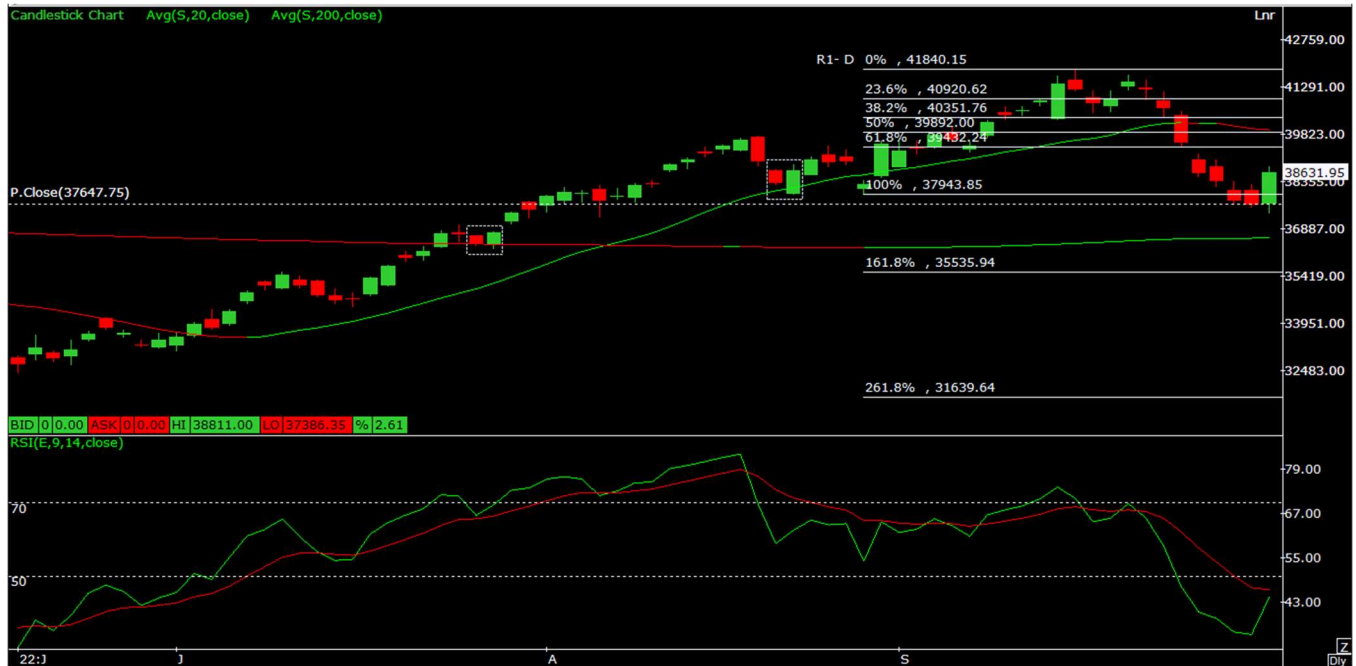 Candlestick Chart Avg(S,20,close) Avg(S,200,close) Lnr
42759.00
R1- D 0% , 41840.15
41291.00
23.6% , 40920.62
38.2% , 40351.76
50% , 39892.00
39823.00
61.8% , 39432.24
38631.95
38355.00
100% , 37943.85
P.Close(37647.75)
36887.00
161.8% , 35535.94
35419.00
33951.00
32483.00
261.8% , 31639.64
BID 0 0.00 ASK 0 0.00 HI 38811.00 LO 37386.35 % 2.61
RSI(E,9,14,close)
79.00
70
67.00
55.00
50
43.00
Z
22:J J A S Dly